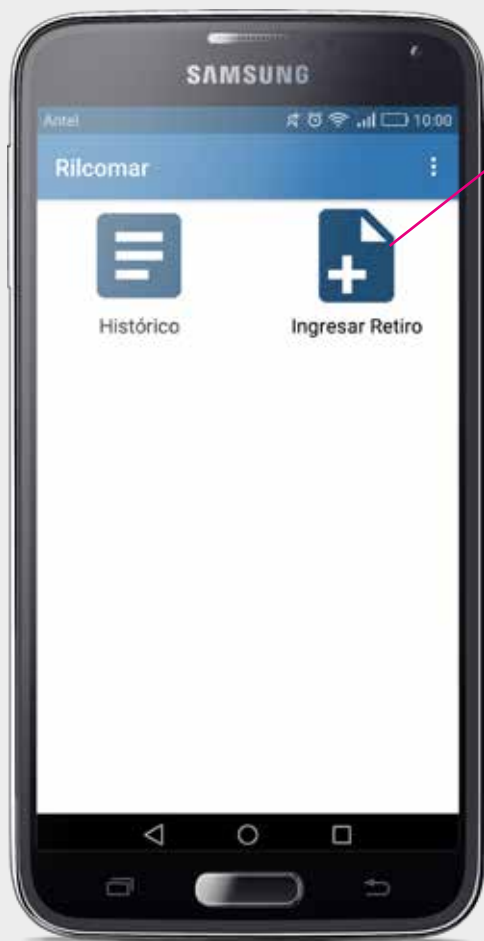 SAMSUNG
Antel 10:00
Rilcomar
Histórico
Ingresar Retiro